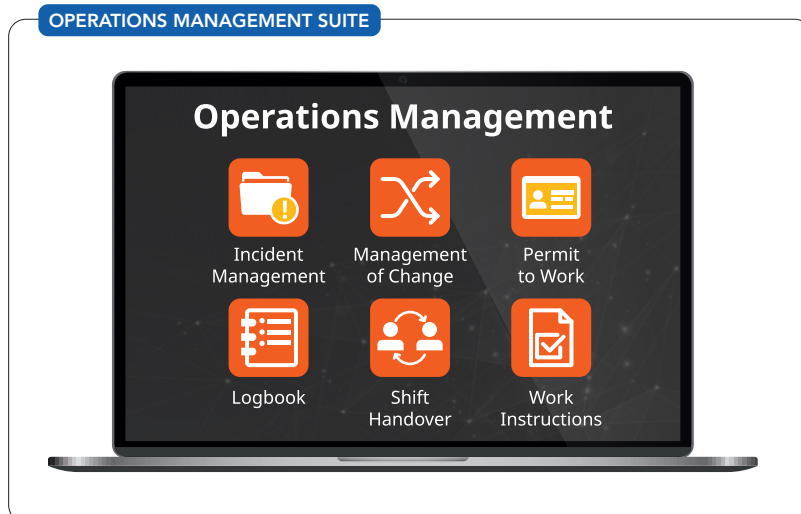 OPERATIONS MANAGEMENT SUITE
Operations Management
Incident
Management
Management
of Change
Permit
to Work
Logbook
Shift
Handover
Work
Instructions